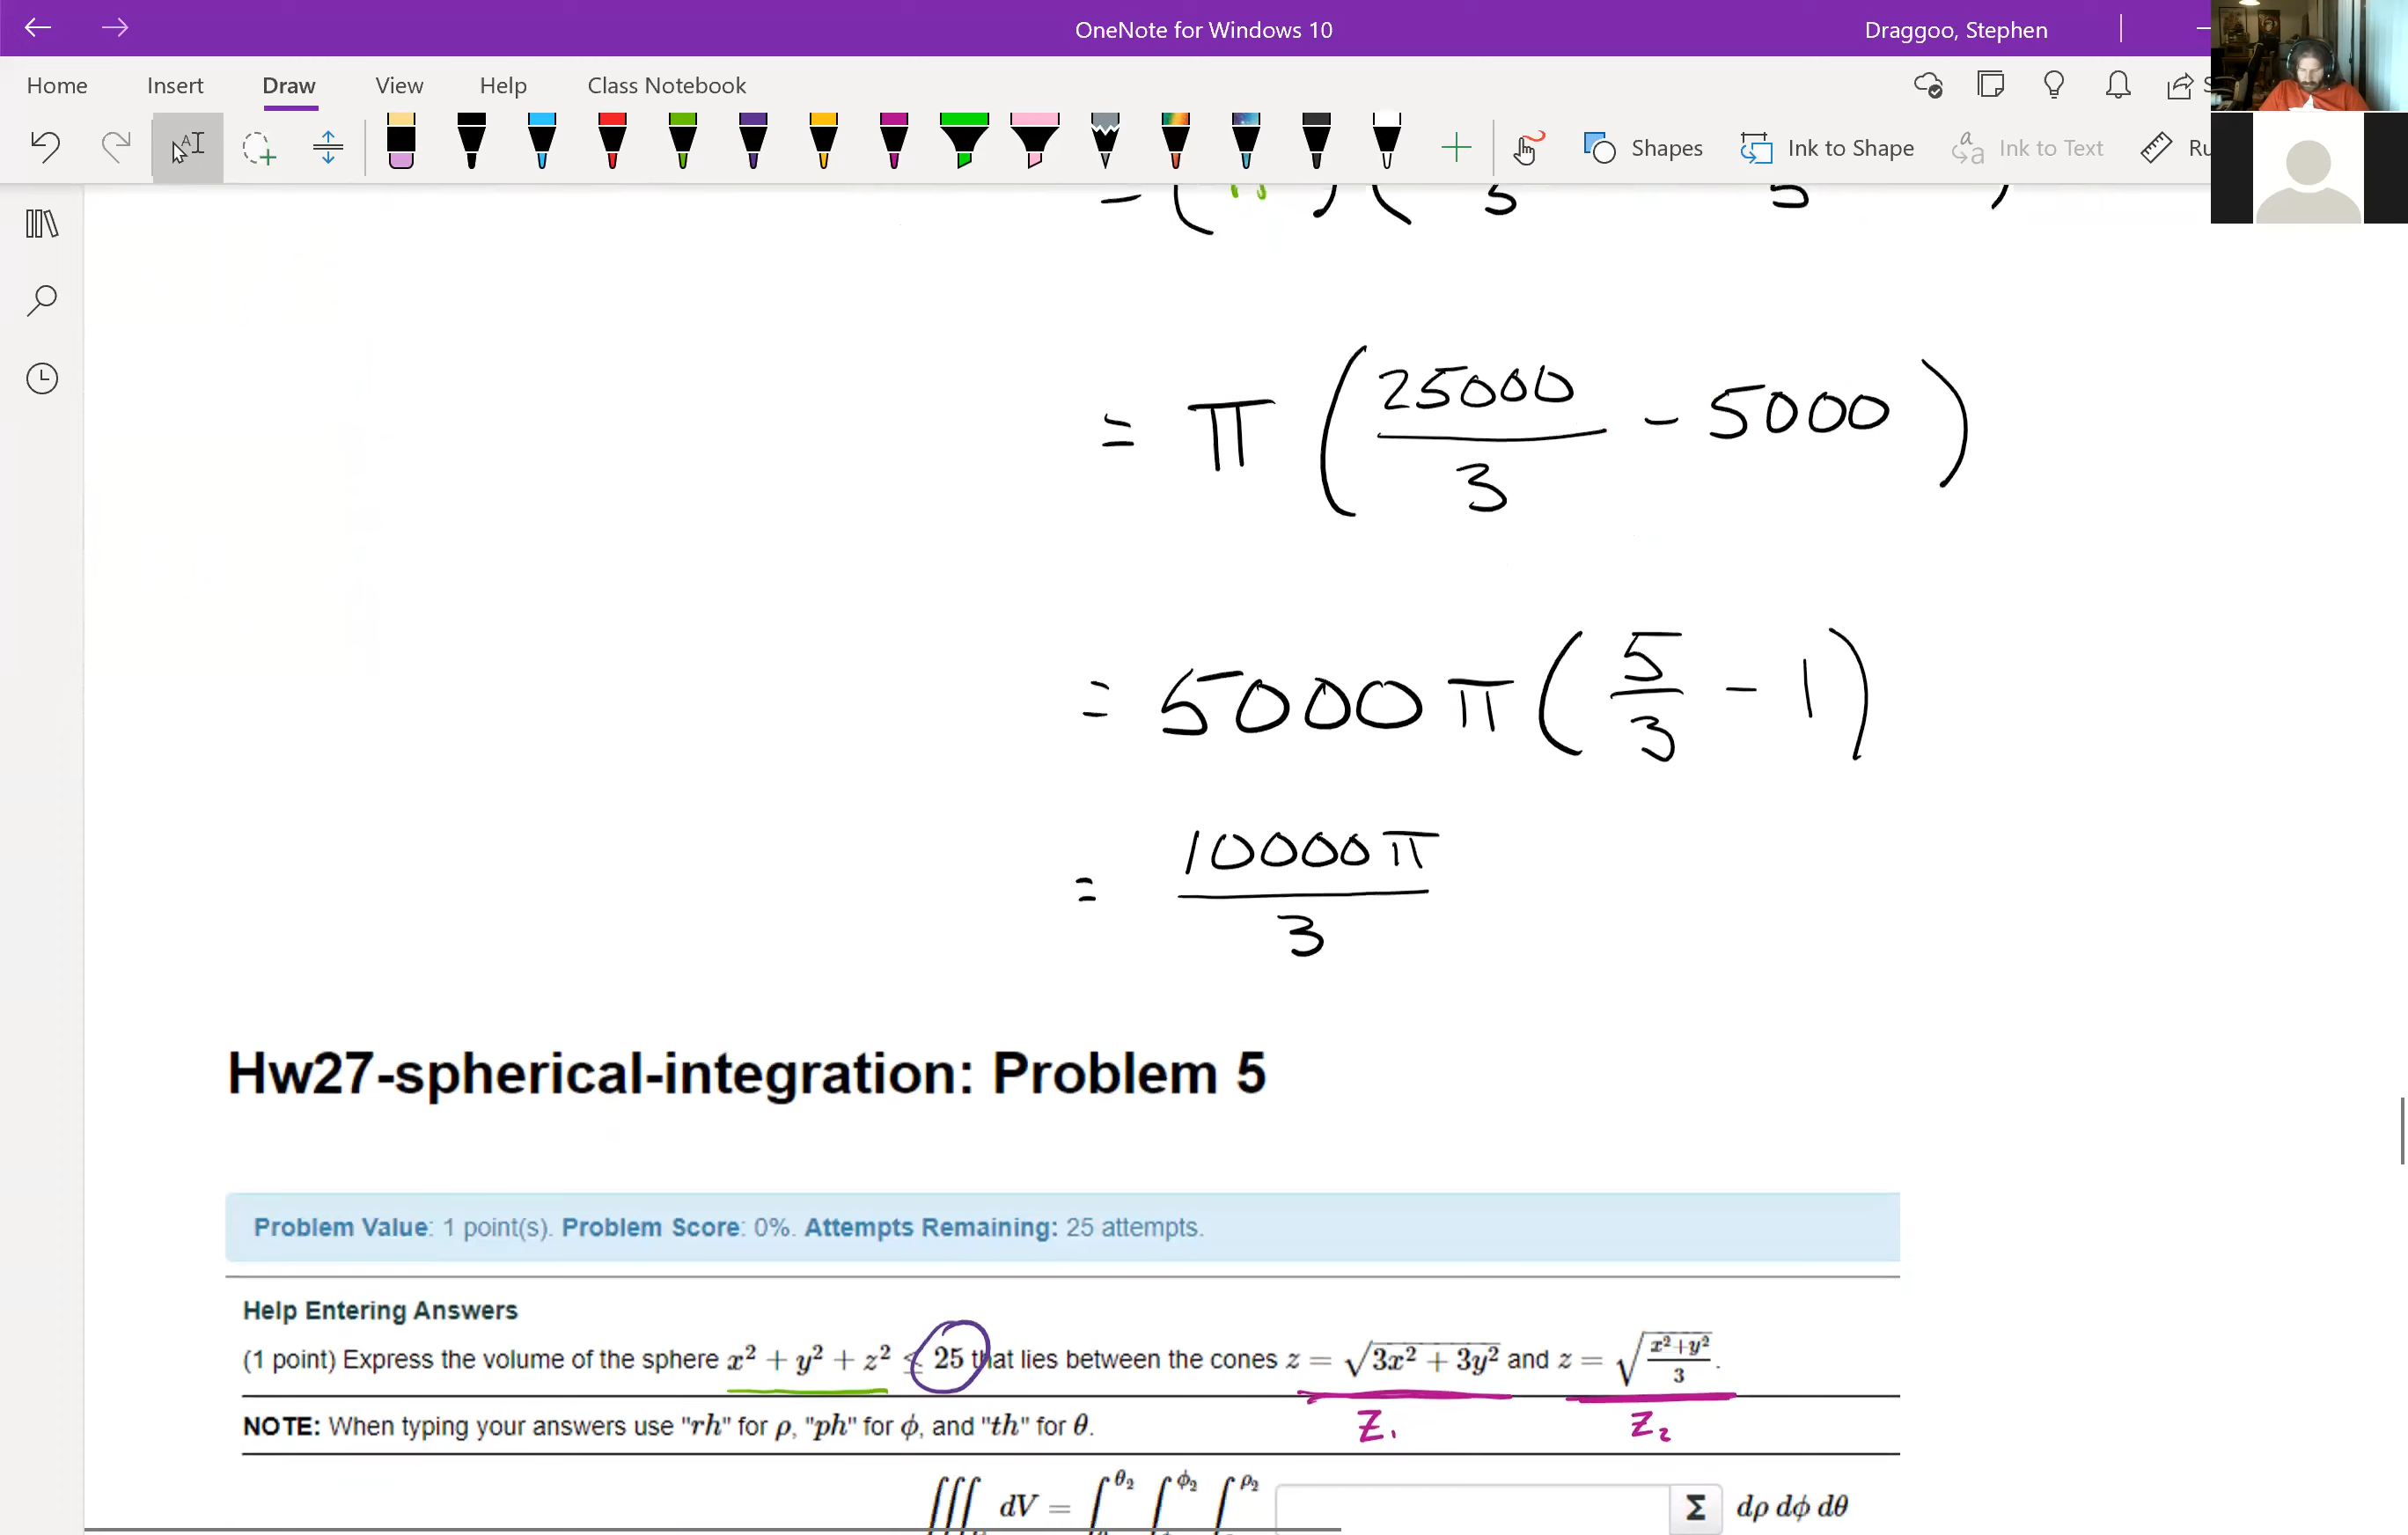 OneNote for Windows 10
Draggoo, Stephen
Home Insert Draw View Help Class Notebook
Shapes Ink to Shape Ink to Text Ru
= π ( 25000 / 3 - 5000 )
= 5000 π ( 5 / 3 - 1 )
= 10000 π / 3
Hw27-spherical-integration: Problem 5
Problem Value: 1 point(s). Problem Score: 0%. Attempts Remaining: 25 attempts.
Help Entering Answers
(1 point) Express the volume of the sphere x² + y² + z² ≤ 25 that lies between the cones z = √(3x² + 3y²) and z = √((x²+y²)/3).
Z₁ Z₂
NOTE: When typing your answers use "rh" for ρ, "ph" for ϕ, and "th" for θ.
∭ dV = ∫^θ₂ ∫^ϕ₂ ∫^ρ₂ Σ dρ dϕ dθ